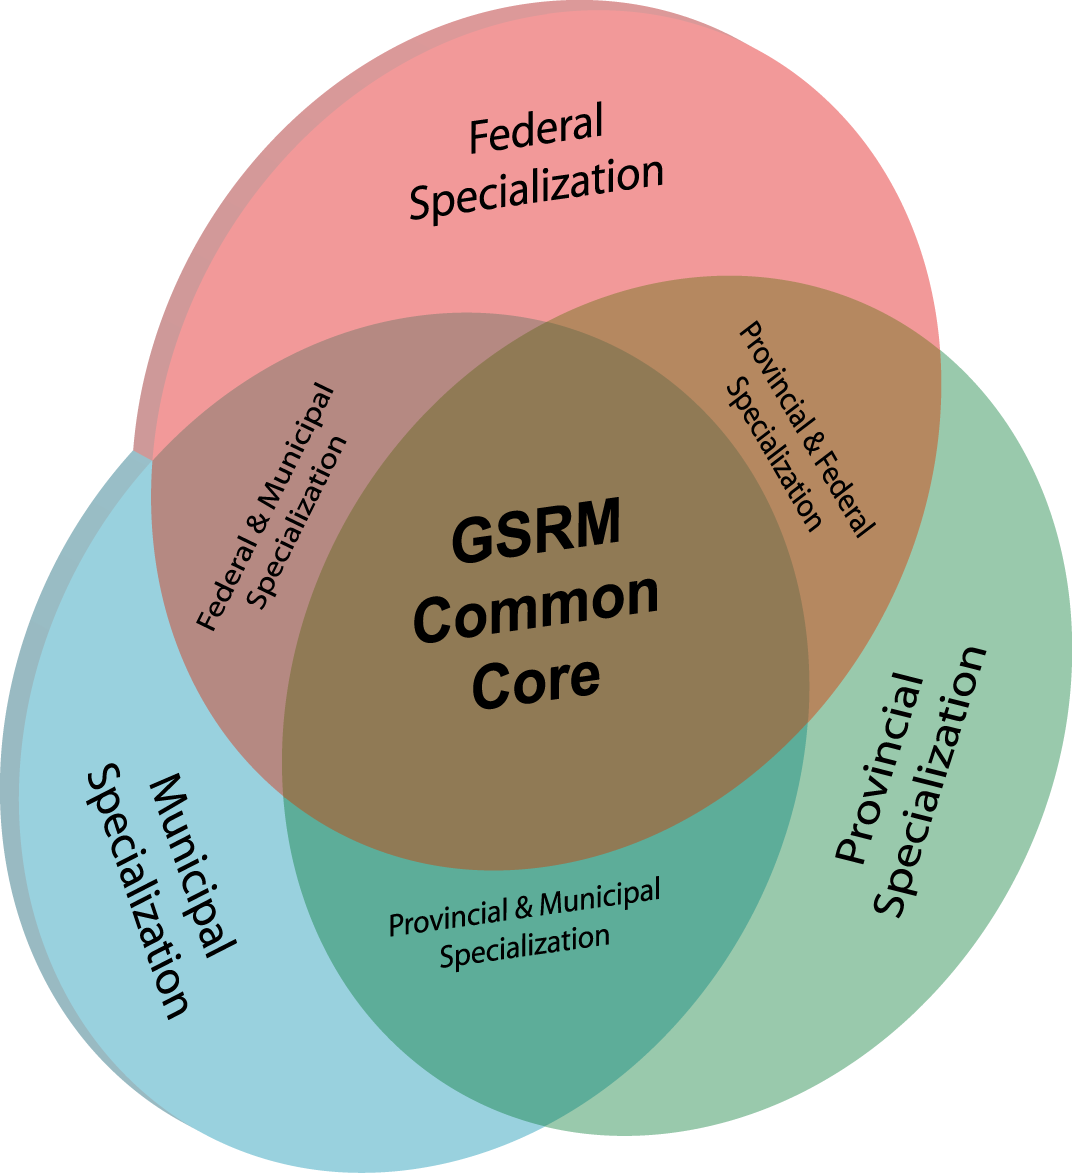 Federal
Specialization
Provincial & Federal
Specialization
Federal & Municipal
Specialization
GSRM
Common
Core
Provincial
Specialization
Municipal
Specialization
Provincial & Municipal
Specialization